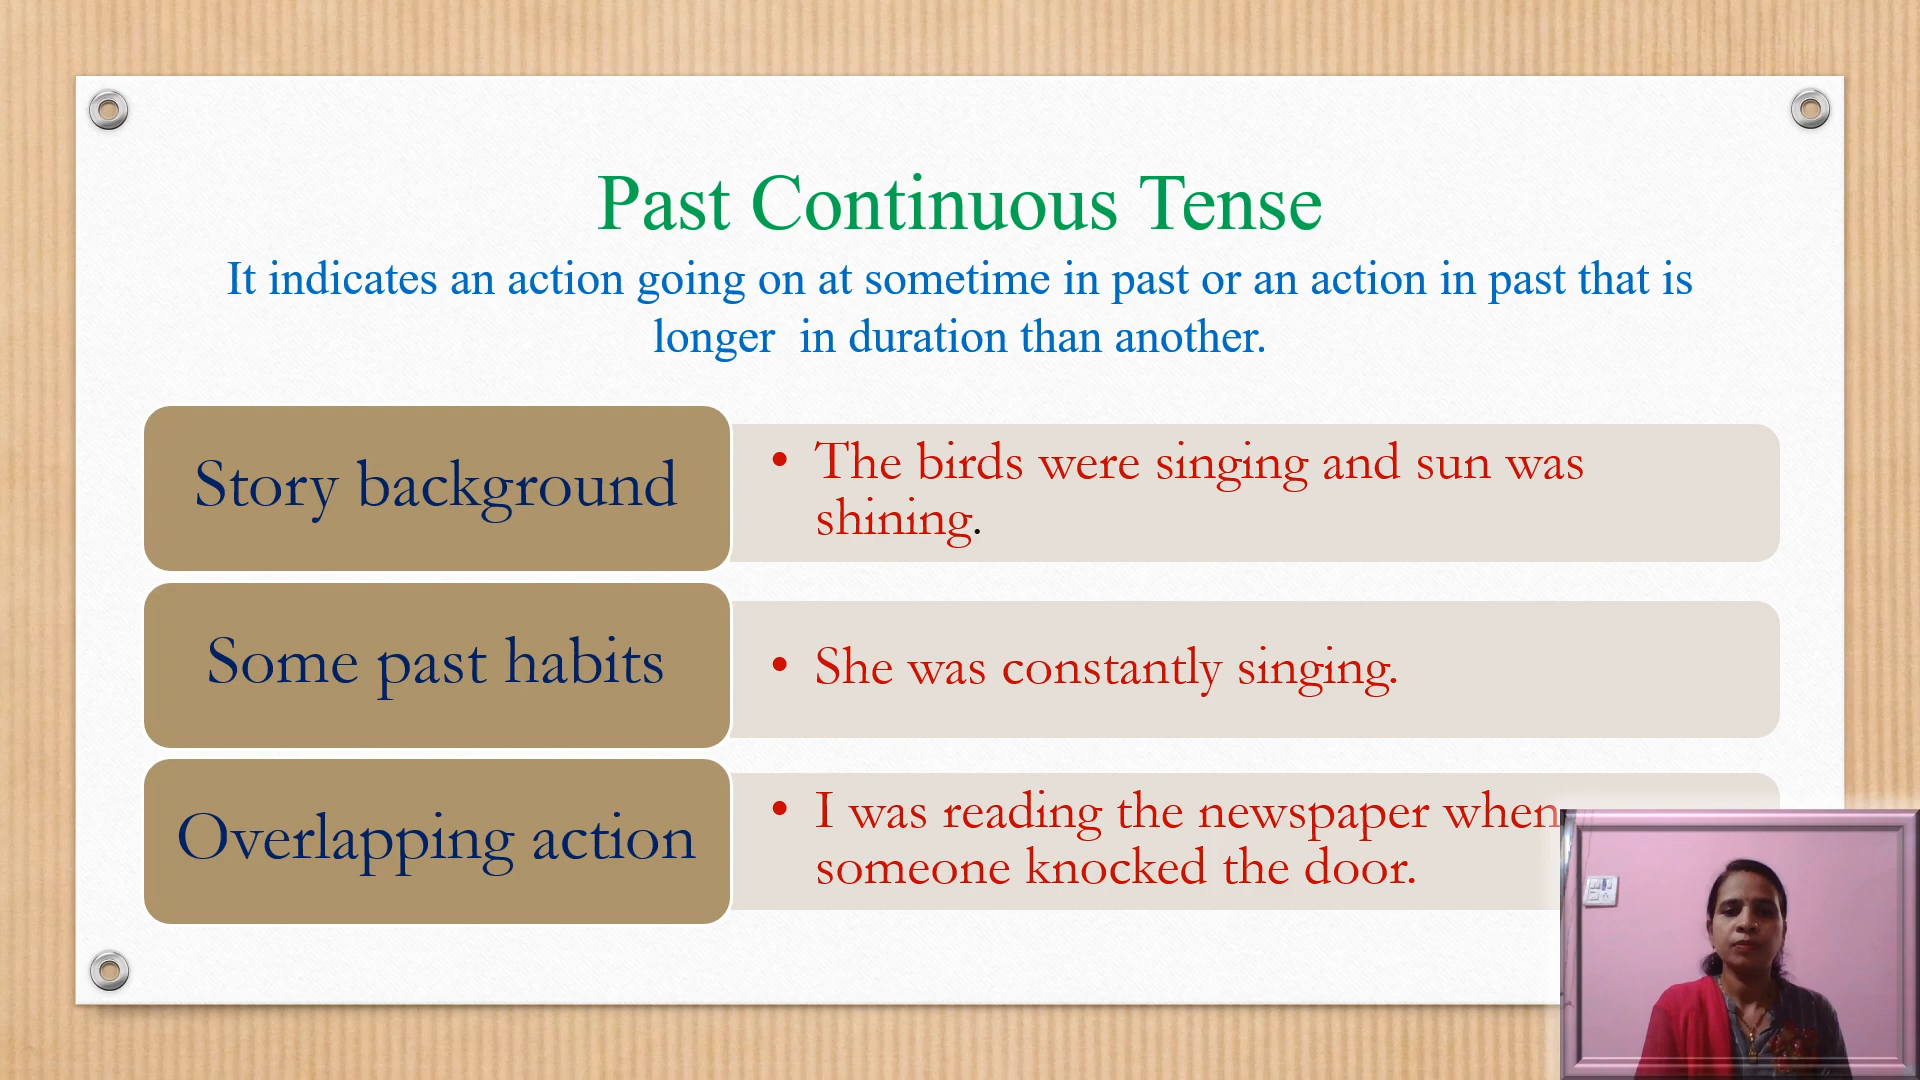 Past Continuous Tense
It indicates an action going on at sometime in past or an action in past that is
longer  in duration than another.
Story background
• The birds were singing and sun was
shining.
Some past habits
• She was constantly singing.
Overlapping action
• I was reading the newspaper when
someone knocked the door.